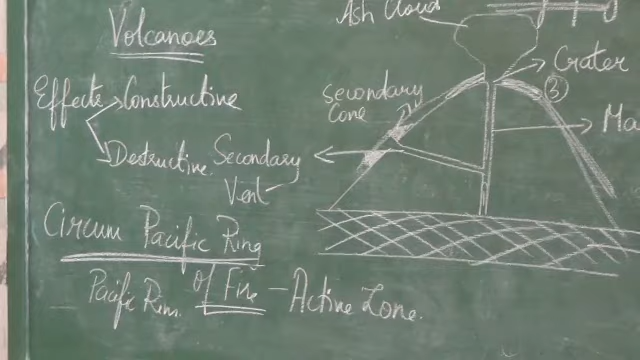 Volcanoes
Effects Constructive
Destructive.
Circum Pacific Ring
of Fire - Active Zone.
Pacific Rim.
Ash Cloud
Crater
3
Secondary
Cone
Secondary
Vent
Ma